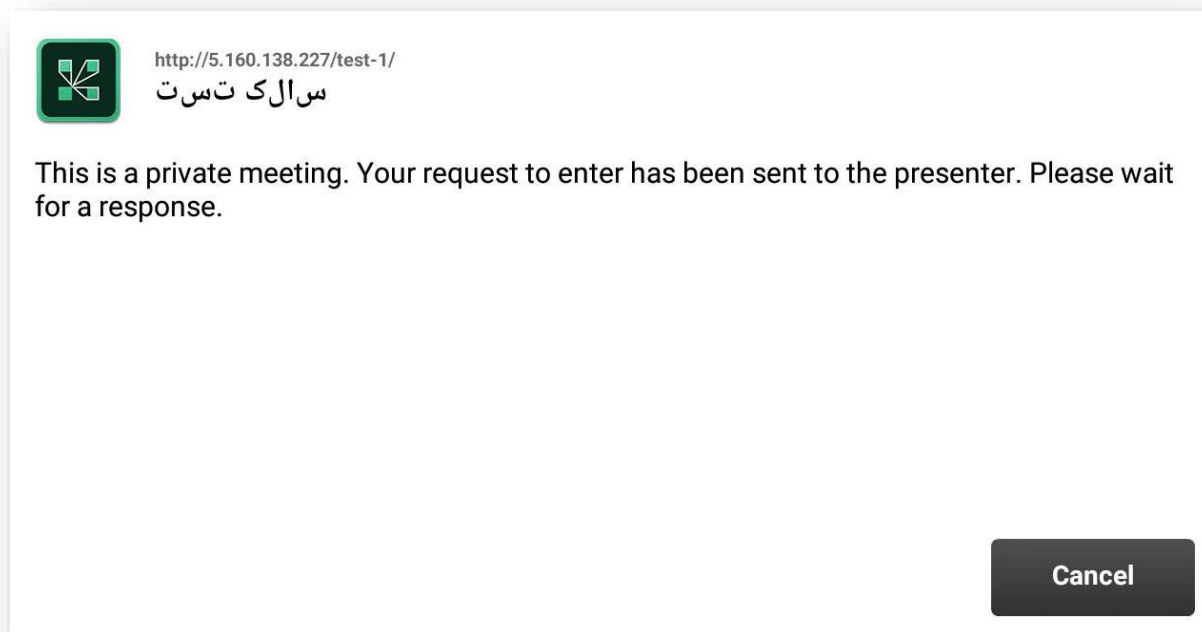 http://5.160.138.227/test-1/
سالک تست
This is a private meeting. Your request to enter has been sent to the presenter. Please wait
for a response.
Cancel